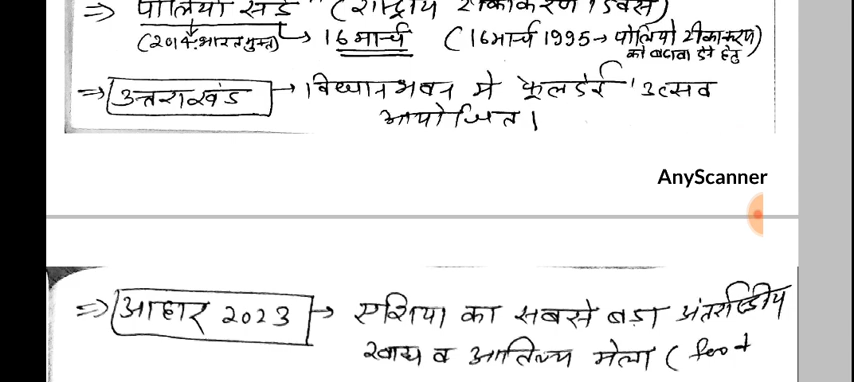 ⇒ पोलियो सन्डे (राष्ट्रीय टीकाकरण दिवस)
(2014 भारत मुक्त) → 16 मार्च (16 मार्च 1995 → पोलियो टीकाकरण)
को बढावा देने हेतु
⇒ उत्तराखंड → विधानभवन मे फूलदेई उत्सव
आयोजित।
AnyScanner
⇒ आहार 2023 → एशिया का सबसे बड़ा अंतर्राष्ट्रीय
खाद्य व आतिथ्य मेला ( food